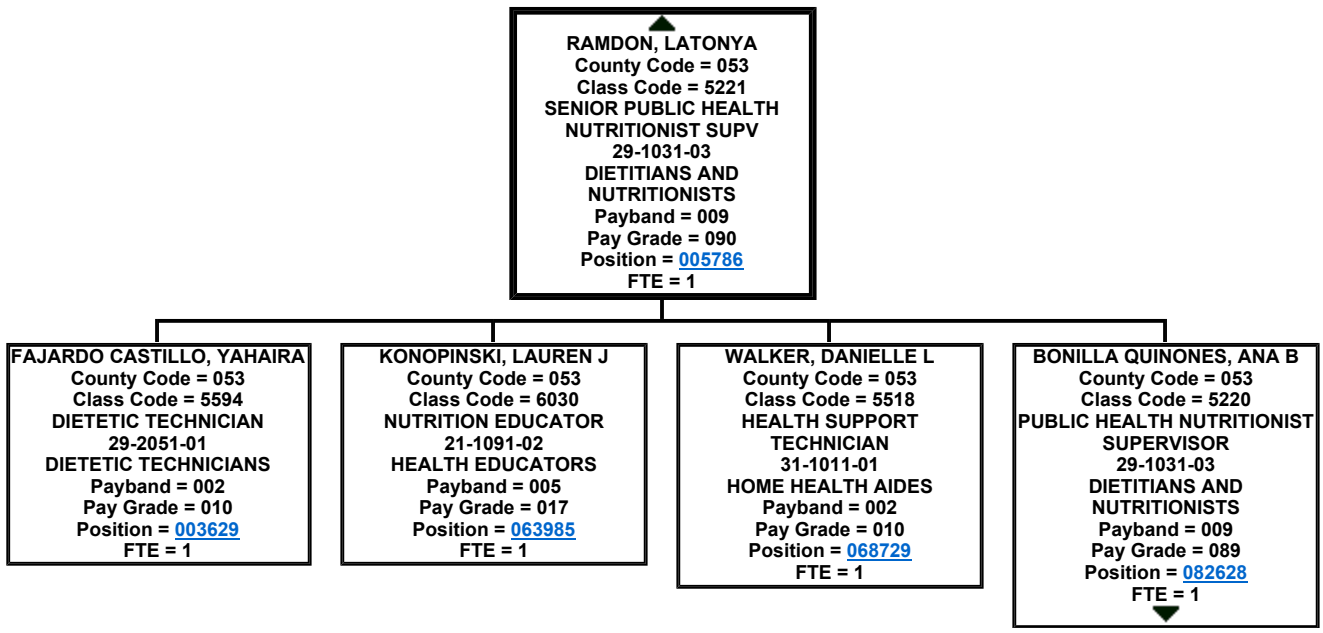 RAMDON, LATONYA
County Code = 053
Class Code = 5221
SENIOR PUBLIC HEALTH
NUTRITIONIST SUPV
29-1031-03
DIETITIANS AND
NUTRITIONISTS
Payband = 009
Pay Grade = 090
Position = 005786
FTE = 1
FAJARDO CASTILLO, YAHAIRA
County Code = 053
Class Code = 5594
DIETETIC TECHNICIAN
29-2051-01
DIETETIC TECHNICIANS
Payband = 002
Pay Grade = 010
Position = 003629
FTE = 1
KONOPINSKI, LAUREN J
County Code = 053
Class Code = 6030
NUTRITION EDUCATOR
21-1091-02
HEALTH EDUCATORS
Payband = 005
Pay Grade = 017
Position = 063985
FTE = 1
WALKER, DANIELLE L
County Code = 053
Class Code = 5518
HEALTH SUPPORT
TECHNICIAN
31-1011-01
HOME HEALTH AIDES
Payband = 002
Pay Grade = 010
Position = 068729
FTE = 1
BONILLA QUINONES, ANA B
County Code = 053
Class Code = 5220
PUBLIC HEALTH NUTRITIONIST
SUPERVISOR
29-1031-03
DIETITIANS AND
NUTRITIONISTS
Payband = 009
Pay Grade = 089
Position = 082628
FTE = 1